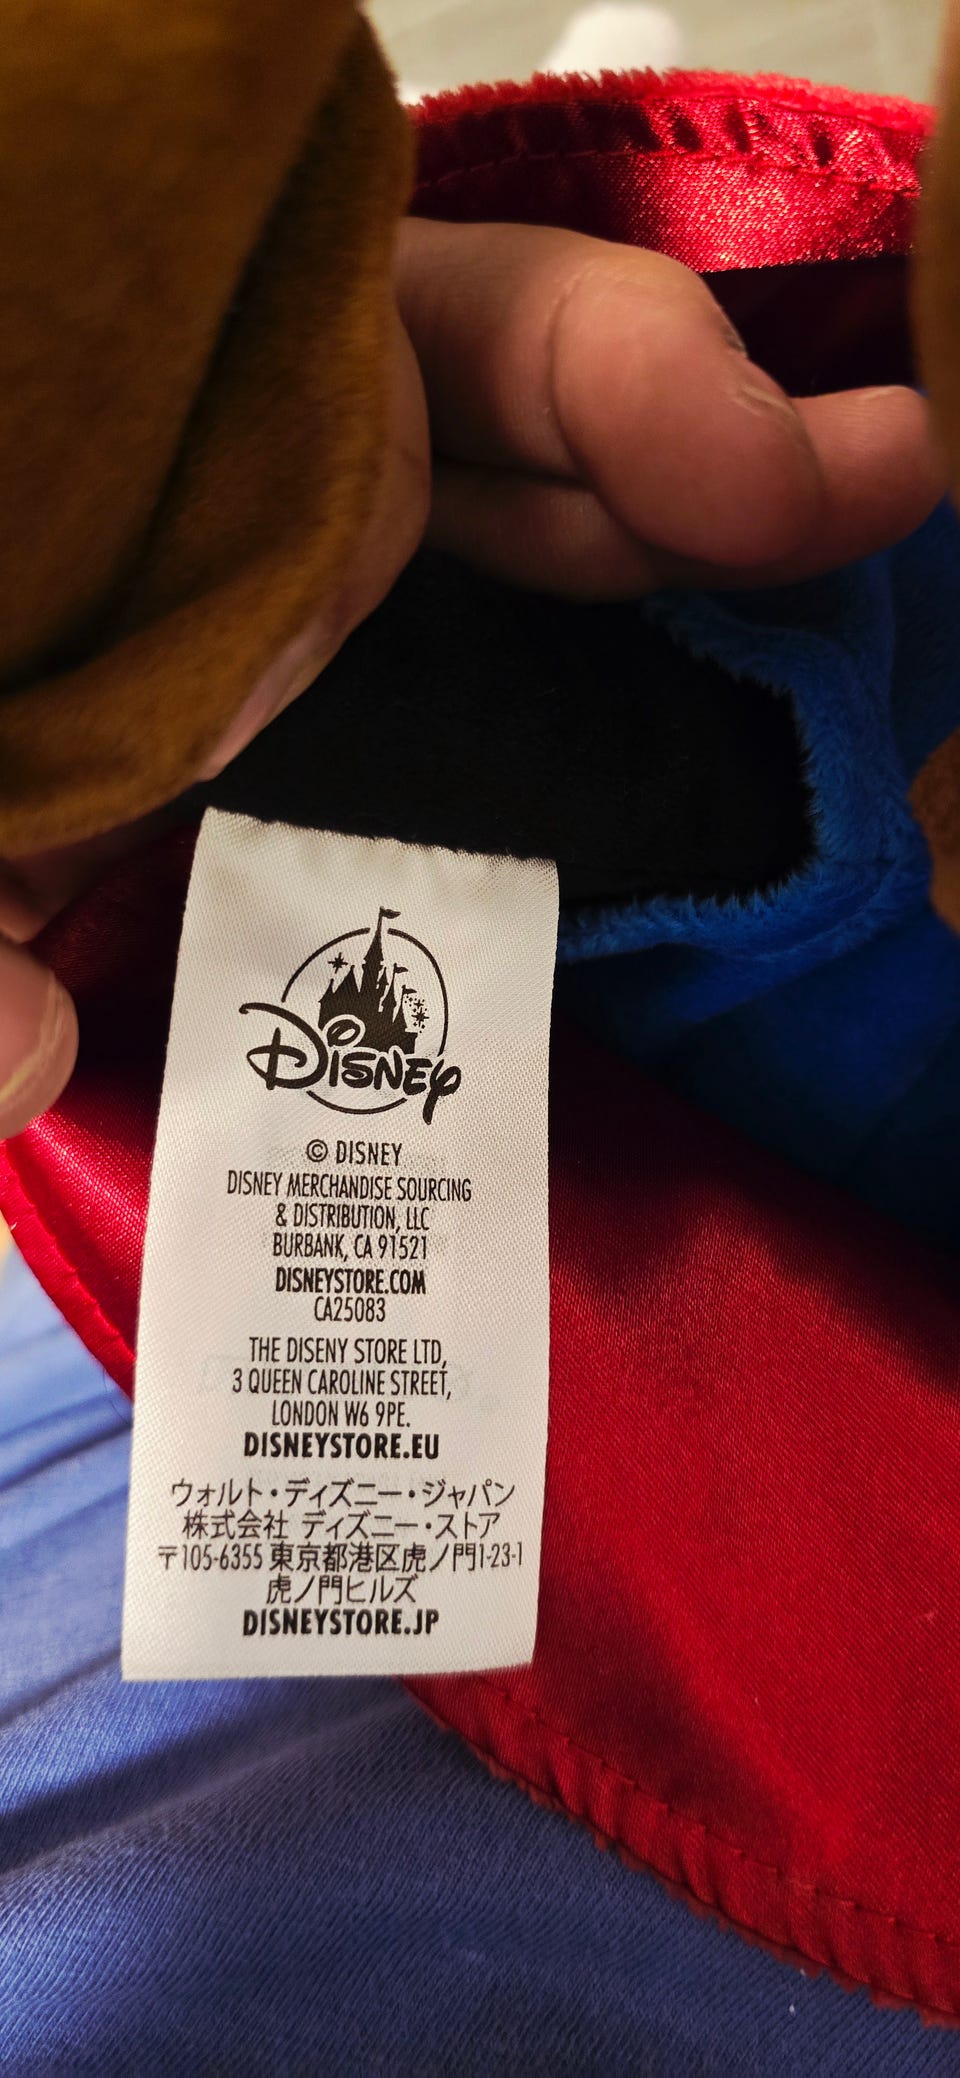 DISNEY
© DISNEY
DISNEY MERCHANDISE SOURCING
& DISTRIBUTION, LLC
BURBANK, CA 91521
DISNEYSTORE.COM
CA25083
THE DISENY STORE LTD,
3 QUEEN CAROLINE STREET,
LONDON W6 9PE.
DISNEYSTORE.EU
ウォルト・ディズニー・ジャパン
株式会社 ディズニー・ストア
〒105-6355 東京都港区虎ノ門1-23-1
虎ノ門ヒルズ
DISNEYSTORE.JP